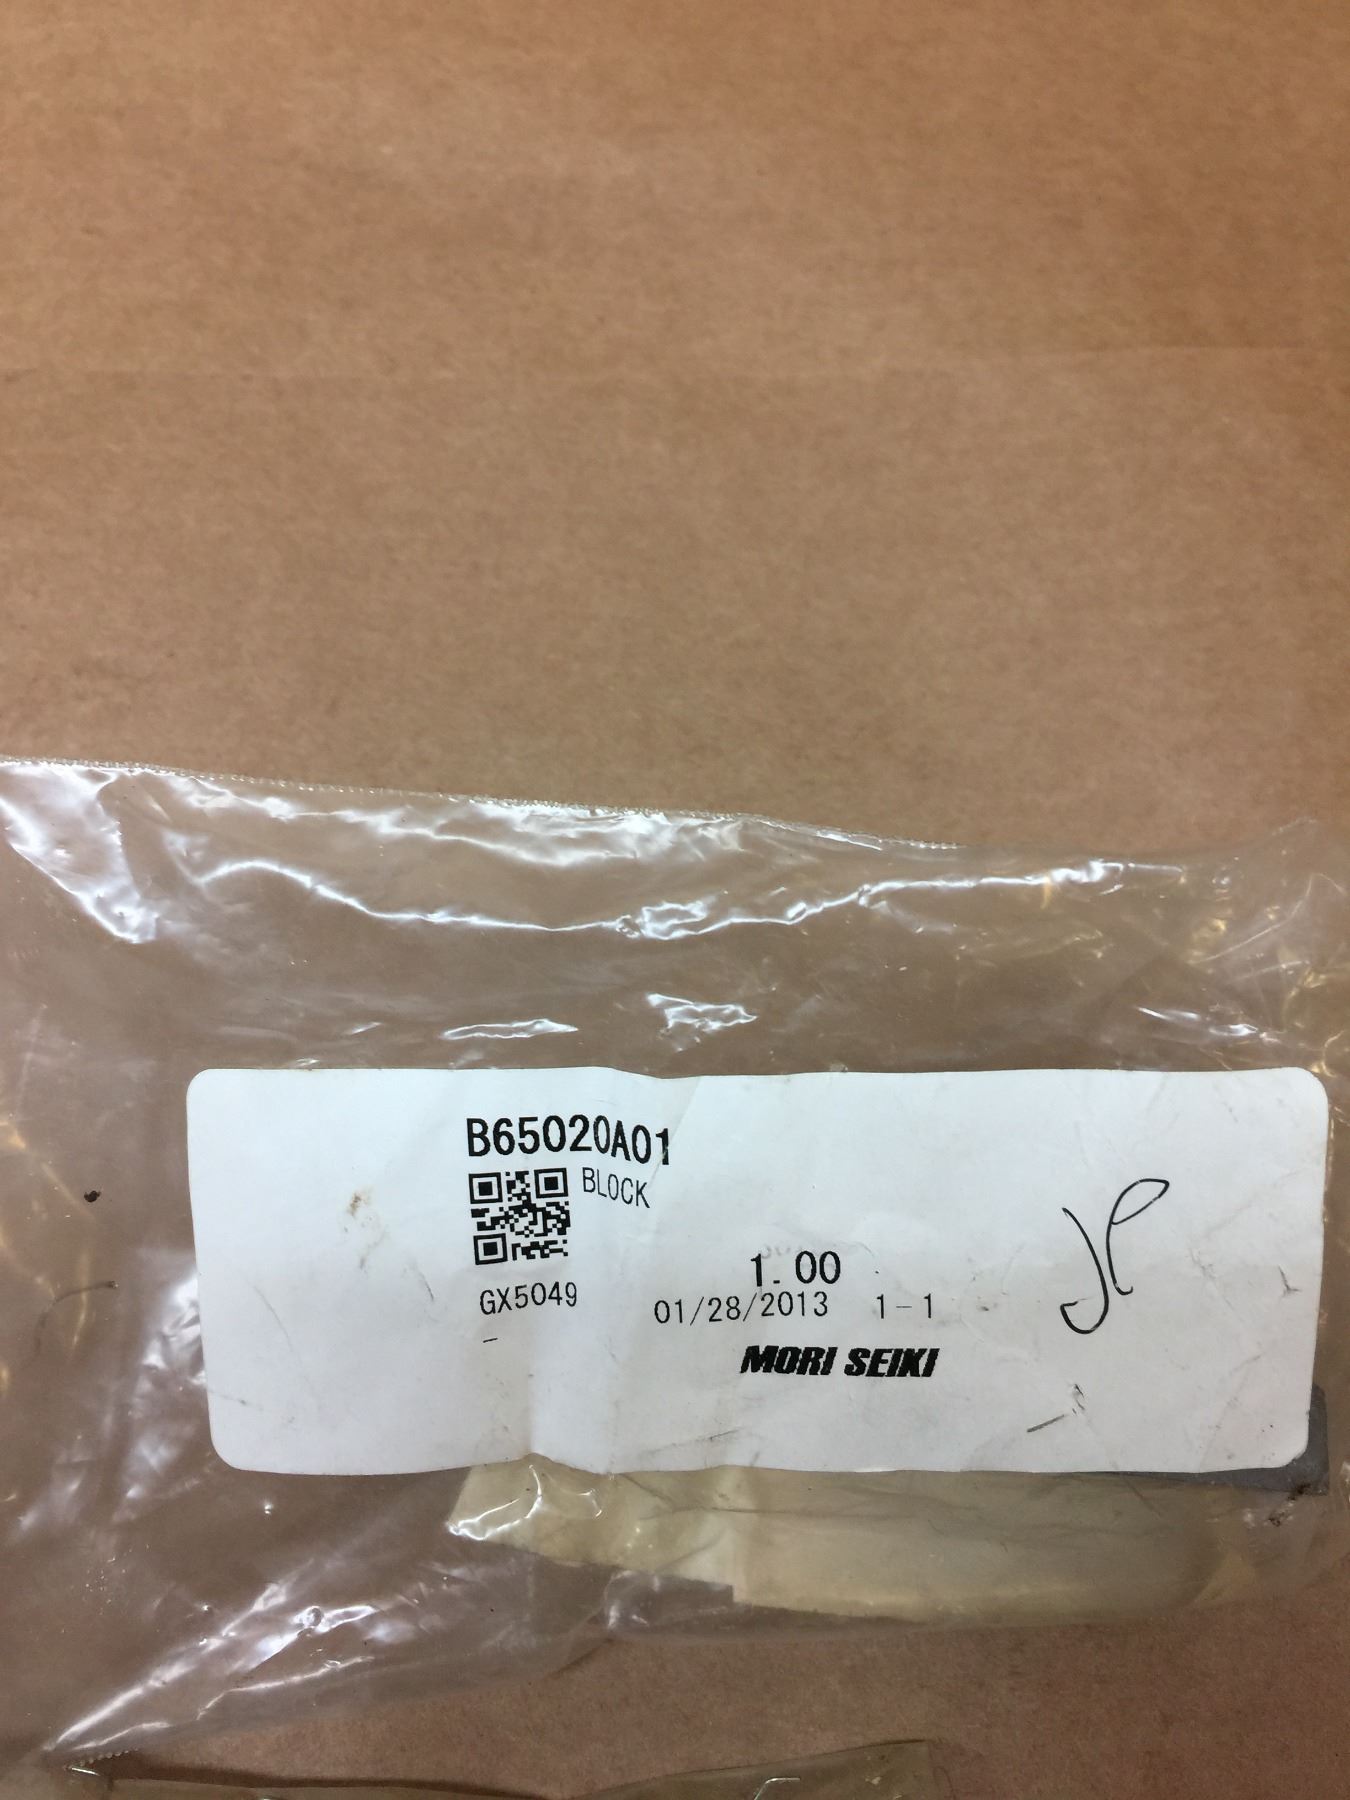 B65020A01
BLOCK
1.00
GX5049
01/28/2013 1-1
-
MORI SEIKI